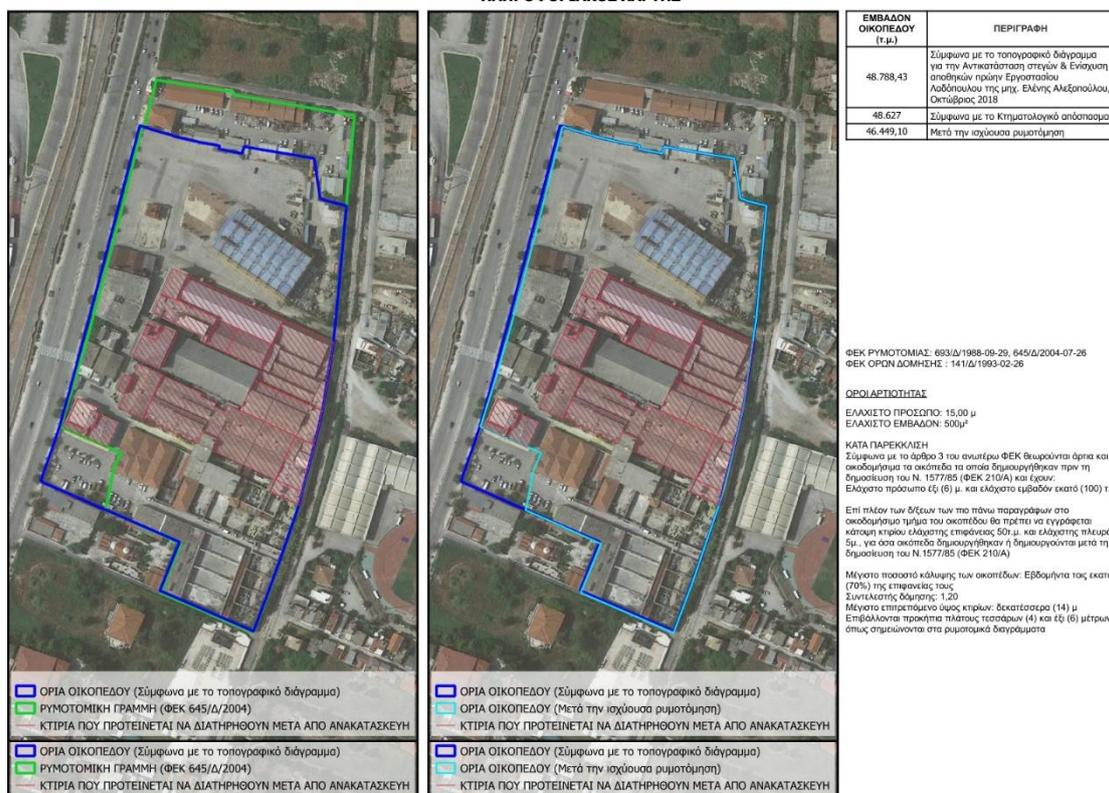 ΕΜΒΑΔΟΝ
ΟΙΚΟΠΕΔΟΥ
(τ.μ.)
ΠΕΡΙΓΡΑΦΗ
48.788,43
Σύμφωνα με το τοπογραφικό διάγραμμα
για την Αντικατάσταση στεγών & Ενίσχυση
αποθηκών πρώην Εργοστασίου
Λαδόπουλου της μηχ. Ελένης Αλεξοπούλου,
Οκτώβριος 2018
48.627
Σύμφωνα με το Κτηματολογικό απόσπασμα
46.449,10
Μετά την ισχύουσα ρυμοτόμηση
ΦΕΚ ΡΥΜΟΤΟΜΙΑΣ: 693/Δ/1988-09-29, 645/Δ/2004-07-26
ΦΕΚ ΟΡΩΝ ΔΟΜΗΣΗΣ : 141/Δ/1993-02-26
ΟΡΟΙ ΑΡΤΙΟΤΗΤΑΣ
ΕΛΑΧΙΣΤΟ ΠΡΟΣΩΠΟ: 15,00 μ
ΕΛΑΧΙΣΤΟ ΕΜΒΑΔΟΝ: 500μ²
ΚΑΤΑ ΠΑΡΕΚΚΛΙΣΗ
Σύμφωνα με το άρθρο 3 του ανωτέρω ΦΕΚ θεωρούνται άρτια και
οικοδομήσιμα τα οικόπεδα τα οποία δημιουργήθηκαν πριν τη
δημοσίευση του Ν. 1577/85 (ΦΕΚ 210/Α) και έχουν:
Ελάχιστο πρόσωπο έξι (6) μ. και ελάχιστο εμβαδόν εκατό (100) τ.
Επί πλέον των δ/ξεων των πιο πάνω παραγράφων στο
οικοδομήσιμο τμήμα του οικοπέδου θα πρέπει να εγγράφεται
κάτοψη κτιρίου ελάχιστης επιφάνειας 50τ.μ. και ελάχιστης πλευρά
5μ., για όσα οικόπεδα δημιουργήθηκαν ή δημιουργούνται μετά τη
δημοσίευση του Ν.1577/85 (ΦΕΚ 210/Α)
Μέγιστο ποσοστό κάλυψης των οικοπέδων: Εβδομήντα τοις εκατό
(70%) της επιφανείας τους
Συντελεστής δόμησης: 1,20
Μέγιστο επιτρεπόμενο ύψος κτιρίων: δεκατέσσερα (14) μ
Επιβάλλονται προκήπια πλάτους τεσσάρων (4) και έξι (6) μέτρων
όπως σημειώνονται στα ρυμοτομικά διαγράμματα
ΟΡΙΑ ΟΙΚΟΠΕΔΟΥ (Σύμφωνα με το τοπογραφικό διάγραμμα)
ΡΥΜΟΤΟΜΙΚΗ ΓΡΑΜΜΗ (ΦΕΚ 645/Δ/2004)
ΚΤΙΡΙΑ ΠΟΥ ΠΡΟΤΕΙΝΕΤΑΙ ΝΑ ΔΙΑΤΗΡΗΘΟΥΝ ΜΕΤΑ ΑΠΟ ΑΝΑΚΑΤΑΣΚΕΥΗ
ΟΡΙΑ ΟΙΚΟΠΕΔΟΥ (Σύμφωνα με το τοπογραφικό διάγραμμα)
ΡΥΜΟΤΟΜΙΚΗ ΓΡΑΜΜΗ (ΦΕΚ 645/Δ/2004)
ΚΤΙΡΙΑ ΠΟΥ ΠΡΟΤΕΙΝΕΤΑΙ ΝΑ ΔΙΑΤΗΡΗΘΟΥΝ ΜΕΤΑ ΑΠΟ ΑΝΑΚΑΤΑΣΚΕΥΗ
ΟΡΙΑ ΟΙΚΟΠΕΔΟΥ (Σύμφωνα με το τοπογραφικό διάγραμμα)
ΟΡΙΑ ΟΙΚΟΠΕΔΟΥ (Μετά την ισχύουσα ρυμοτόμηση)
ΚΤΙΡΙΑ ΠΟΥ ΠΡΟΤΕΙΝΕΤΑΙ ΝΑ ΔΙΑΤΗΡΗΘΟΥΝ ΜΕΤΑ ΑΠΟ ΑΝΑΚΑΤΑΣΚΕΥΗ
ΟΡΙΑ ΟΙΚΟΠΕΔΟΥ (Σύμφωνα με το τοπογραφικό διάγραμμα)
ΟΡΙΑ ΟΙΚΟΠΕΔΟΥ (Μετά την ισχύουσα ρυμοτόμηση)
ΚΤΙΡΙΑ ΠΟΥ ΠΡΟΤΕΙΝΕΤΑΙ ΝΑ ΔΙΑΤΗΡΗΘΟΥΝ ΜΕΤΑ ΑΠΟ ΑΝΑΚΑΤΑΣΚΕΥΗ